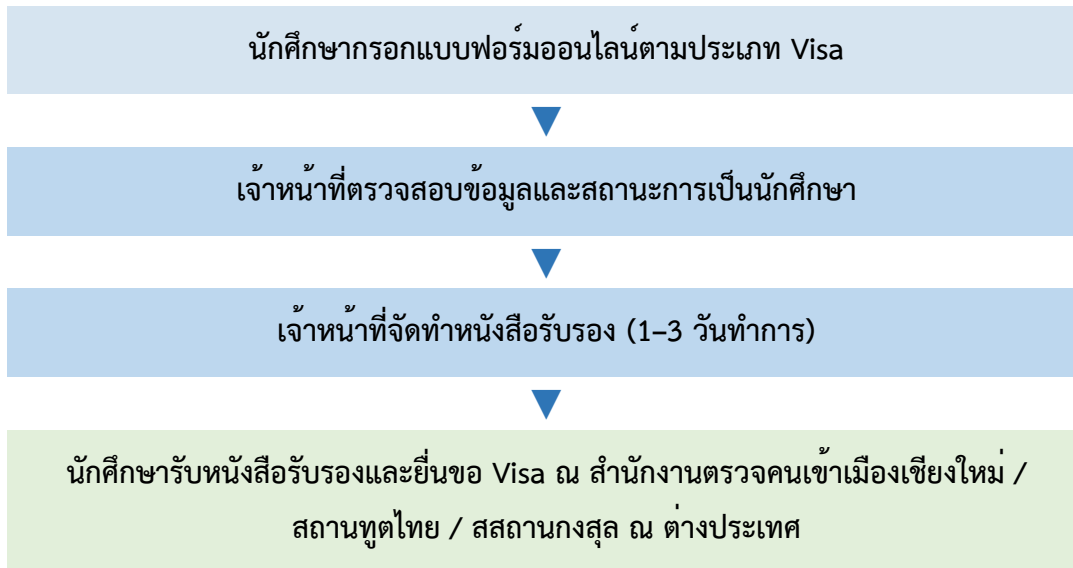 นักศึกษากรอกแบบฟอร์มออนไลน์ตามประเภท Visa
เจ้าหน้าที่ตรวจสอบข้อมูลและสถานะการเป็นนักศึกษา
เจ้าหน้าที่จัดทำหนังสือรับรอง (1–3 วันทำการ)
นักศึกษารับหนังสือรับรองและยื่นขอ Visa ณ สำนักงานตรวจคนเข้าเมืองเชียงใหม่ /
สถานทูตไทย / สสถานกงสุล ณ ต่างประเทศ